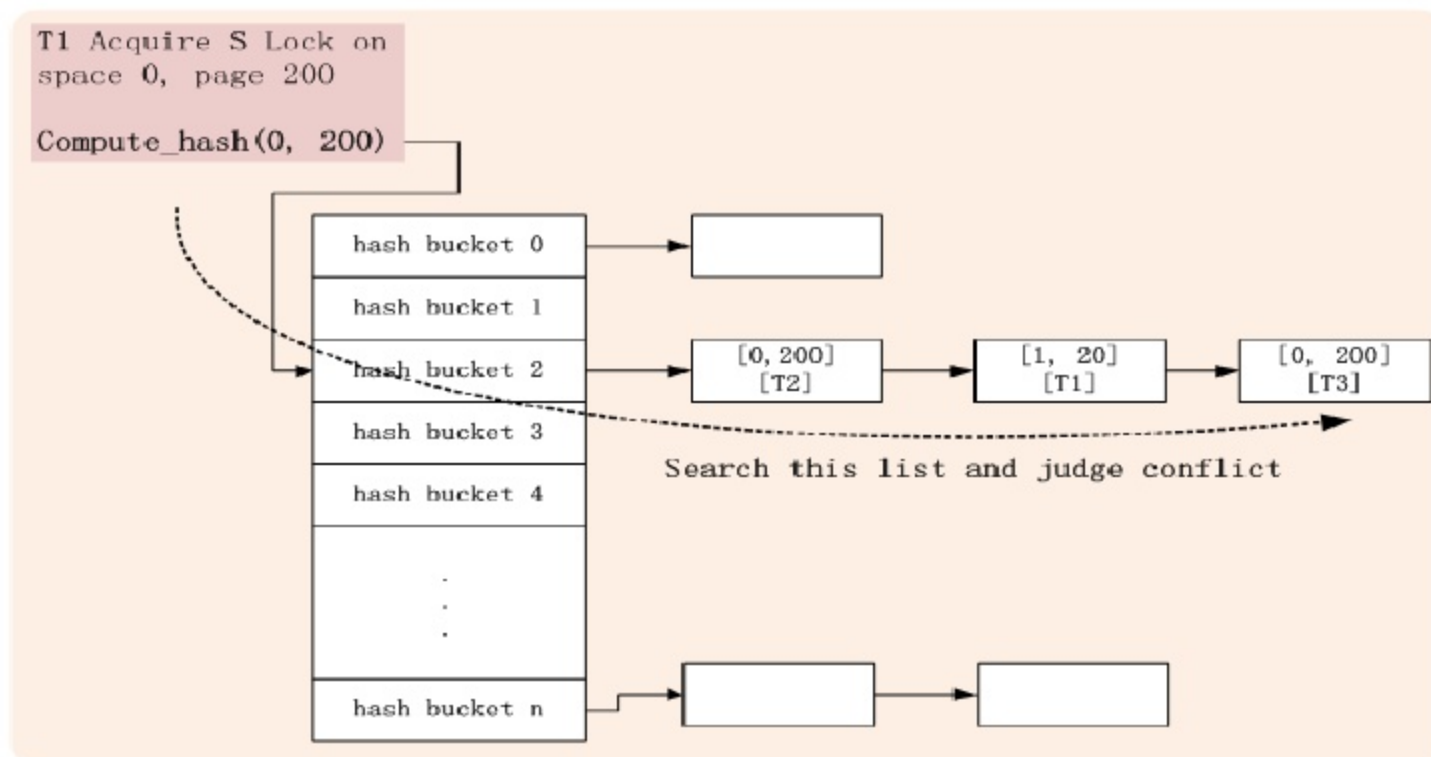 T1 Acquire S Lock on
space 0, page 200
Compute_hash(0, 200)
hash bucket 0
hash bucket 1
hash bucket 2
[0,200]
[T2]
[1, 20]
[T1]
[0, 200]
[T3]
hash bucket 3
Search this list and judge conflict
hash bucket 4
.
.
.
hash bucket n